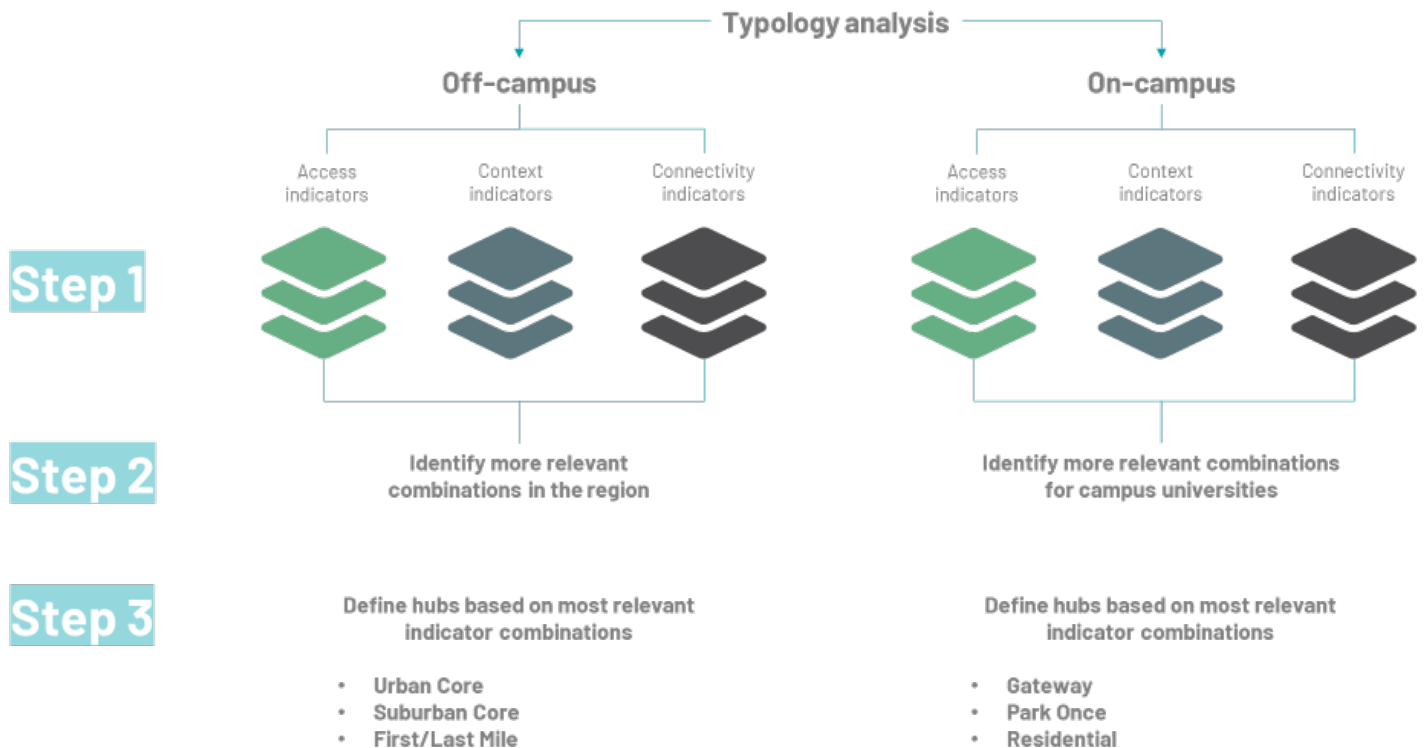 Typology analysis
Off-campus
On-campus
Access
indicators
Context
indicators
Connectivity
indicators
Access
indicators
Context
indicators
Connectivity
indicators
Step 1
Step 2
Identify more relevant
combinations in the region
Identify more relevant combinations
for campus universities
Step 3
Define hubs based on most relevant
indicator combinations
• Urban Core
• Suburban Core
• First/Last Mile
Define hubs based on most relevant
indicator combinations
• Gateway
• Park Once
• Residential